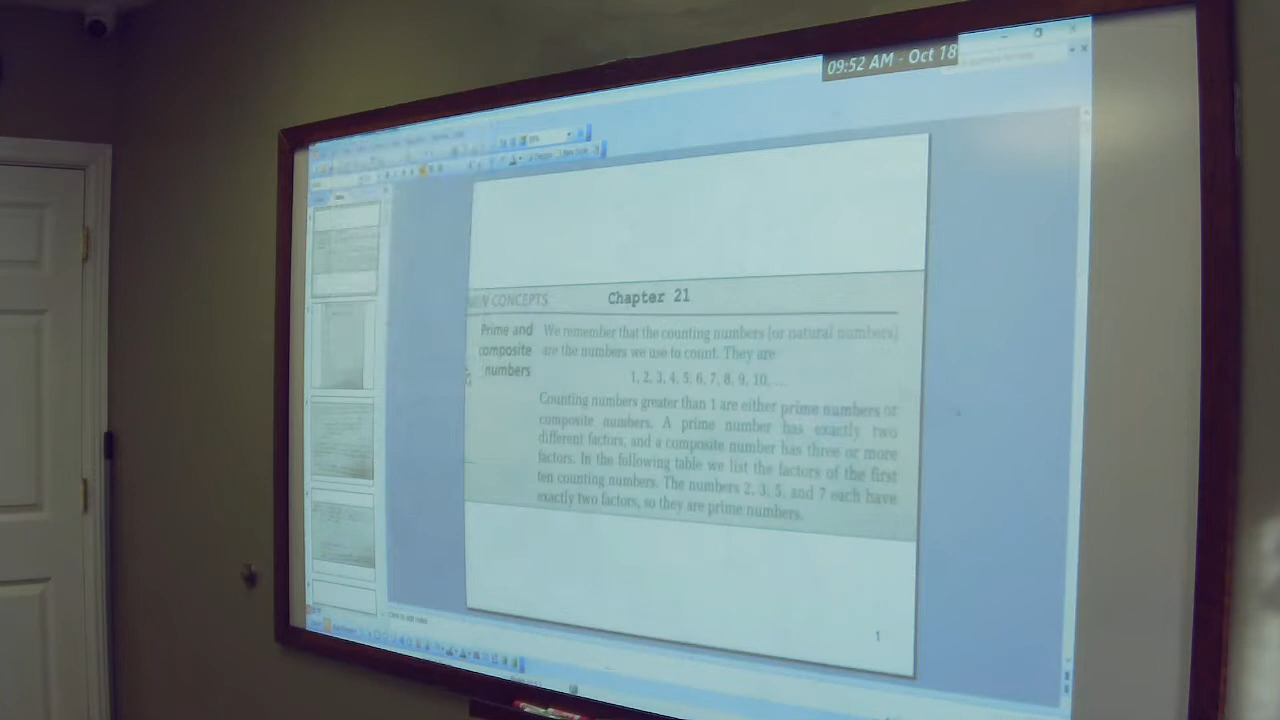 09:52 AM - Oct 18
CONCEPTS
Chapter 21
Prime and
composite
numbers
We remember that the counting numbers (or natural numbers)
are the numbers we use to count. They are
1, 2, 3, 4, 5, 6, 7, 8, 9, 10, ...
Counting numbers greater than 1 are either prime numbers or
composite numbers. A prime number has exactly two
different factors, and a composite number has three or more
factors. In the following table we list the factors of the first
ten counting numbers. The numbers 2, 3, 5, and 7 each have
exactly two factors, so they are prime numbers.
1
Click to add notes